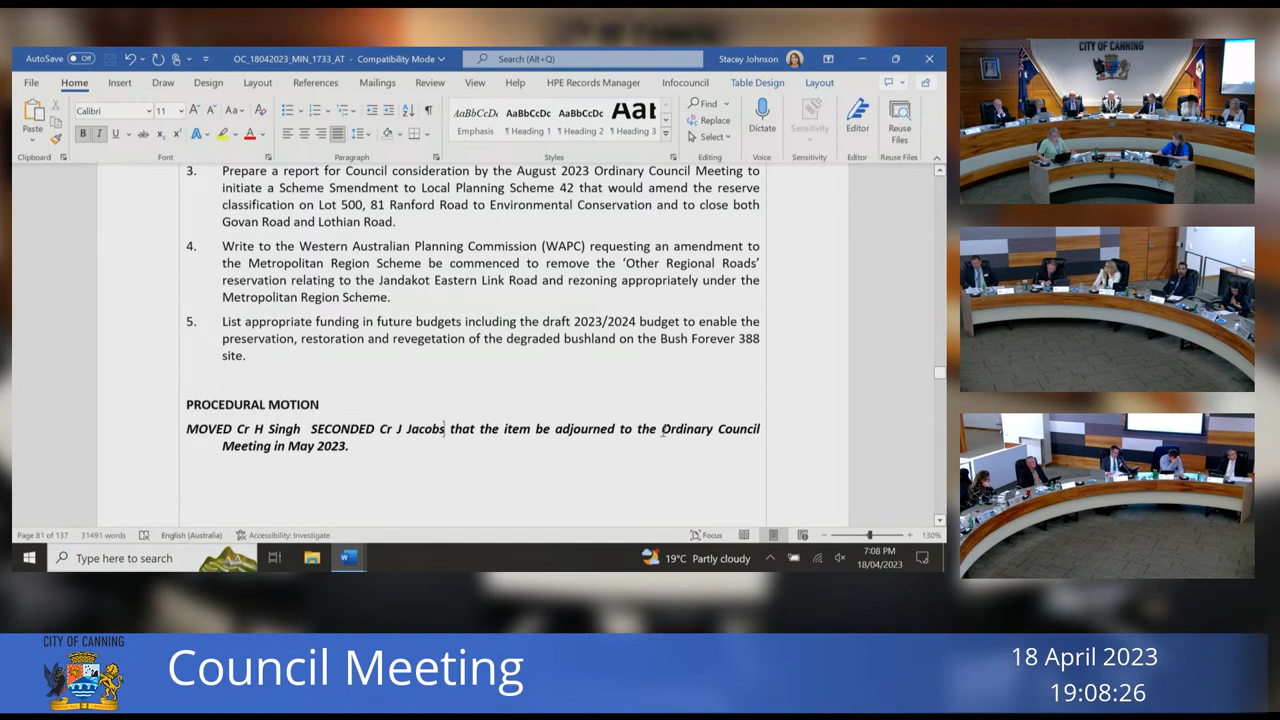 AutoSave Off
OC_18042023_MIN_1733_AT - Compatibility Mode
Search (Alt+Q)
Stacey Johnson
File Home Insert Draw Design Layout References Mailings Review View Help HPE Records Manager Infocouncil Table Design Layout
Calibri 11
Paste
AaBbCcDc AaBbCcDc AaBbCcDc Aat
Emphasis ¶ Heading 1 ¶ Heading 2 ¶ Heading 3
Find
Replace
Select
Dictate
Sensitivity
Editor
Reuse Files
Clipboard Font Paragraph Styles Editing Voice Sensitivity Editor Reuse Files
3. Prepare a report for Council consideration by the August 2023 Ordinary Council Meeting to
initiate a Scheme Smendment to Local Planning Scheme 42 that would amend the reserve
classification on Lot 500, 81 Ranford Road to Environmental Conservation and to close both
Govan Road and Lothian Road.
4. Write to the Western Australian Planning Commission (WAPC) requesting an amendment to
the Metropolitan Region Scheme be commenced to remove the ‘Other Regional Roads’
reservation relating to the Jandakot Eastern Link Road and rezoning appropriately under the
Metropolitan Region Scheme.
5. List appropriate funding in future budgets including the draft 2023/2024 budget to enable the
preservation, restoration and revegetation of the degraded bushland on the Bush Forever 388
site.
PROCEDURAL MOTION
MOVED Cr H Singh SECONDED Cr J Jacobs that the item be adjourned to the Ordinary Council
Meeting in May 2023.
Page 81 of 137 31491 words English (Australia) Accessibility: Investigate Focus 130%
Type here to search
19°C Partly cloudy
7:08 PM
18/04/2023
CITY OF CANNING
CITY OF CANNING
Council Meeting
18 April 2023
19:08:26